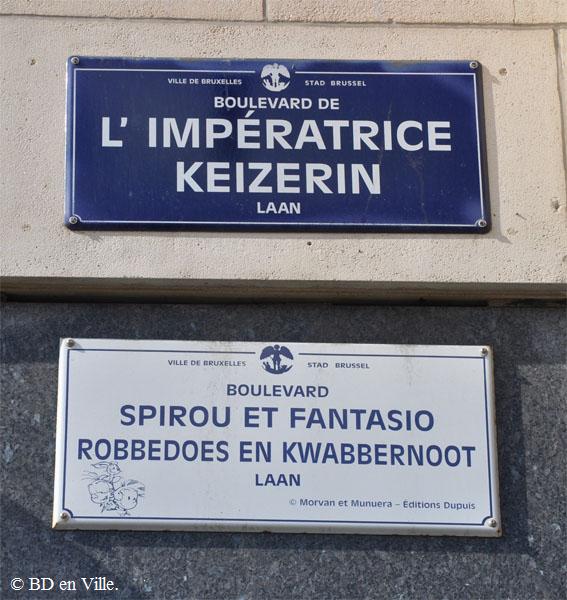 VILLE DE BRUXELLES STAD BRUSSEL
BOULEVARD DE
L' IMPÉRATRICE
KEIZERIN
LAAN
VILLE DE BRUXELLES STAD BRUSSEL
BOULEVARD
SPIROU ET FANTASIO
ROBBEDOES EN KWABBERNOOT
LAAN
© Morvan et Munuera – Éditions Dupuis
© BD en Ville.